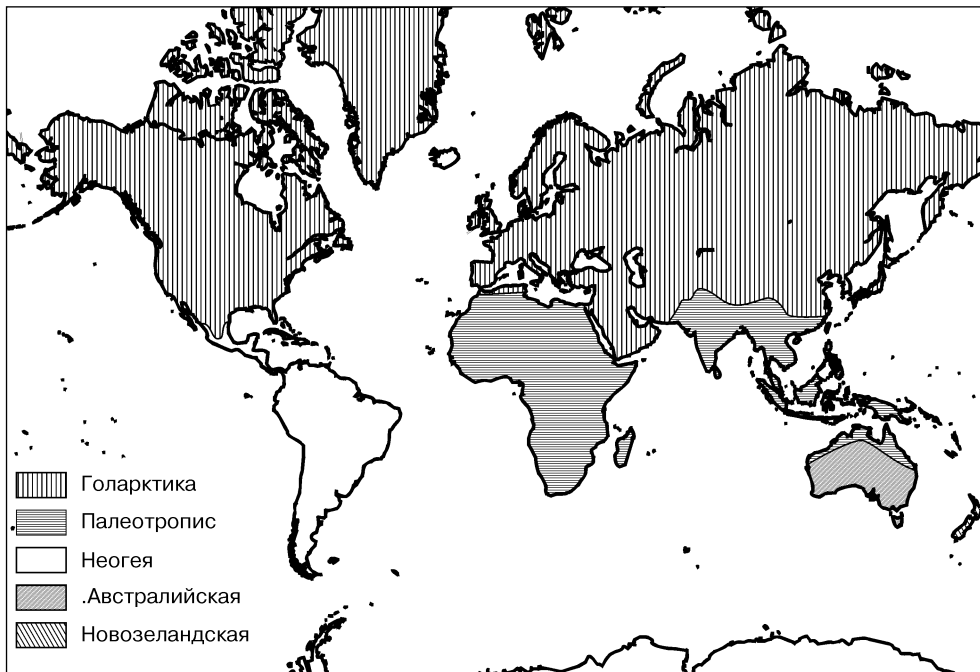 Голарктика
Палеотропис
Неогея
.Австралийская
Новозеландская